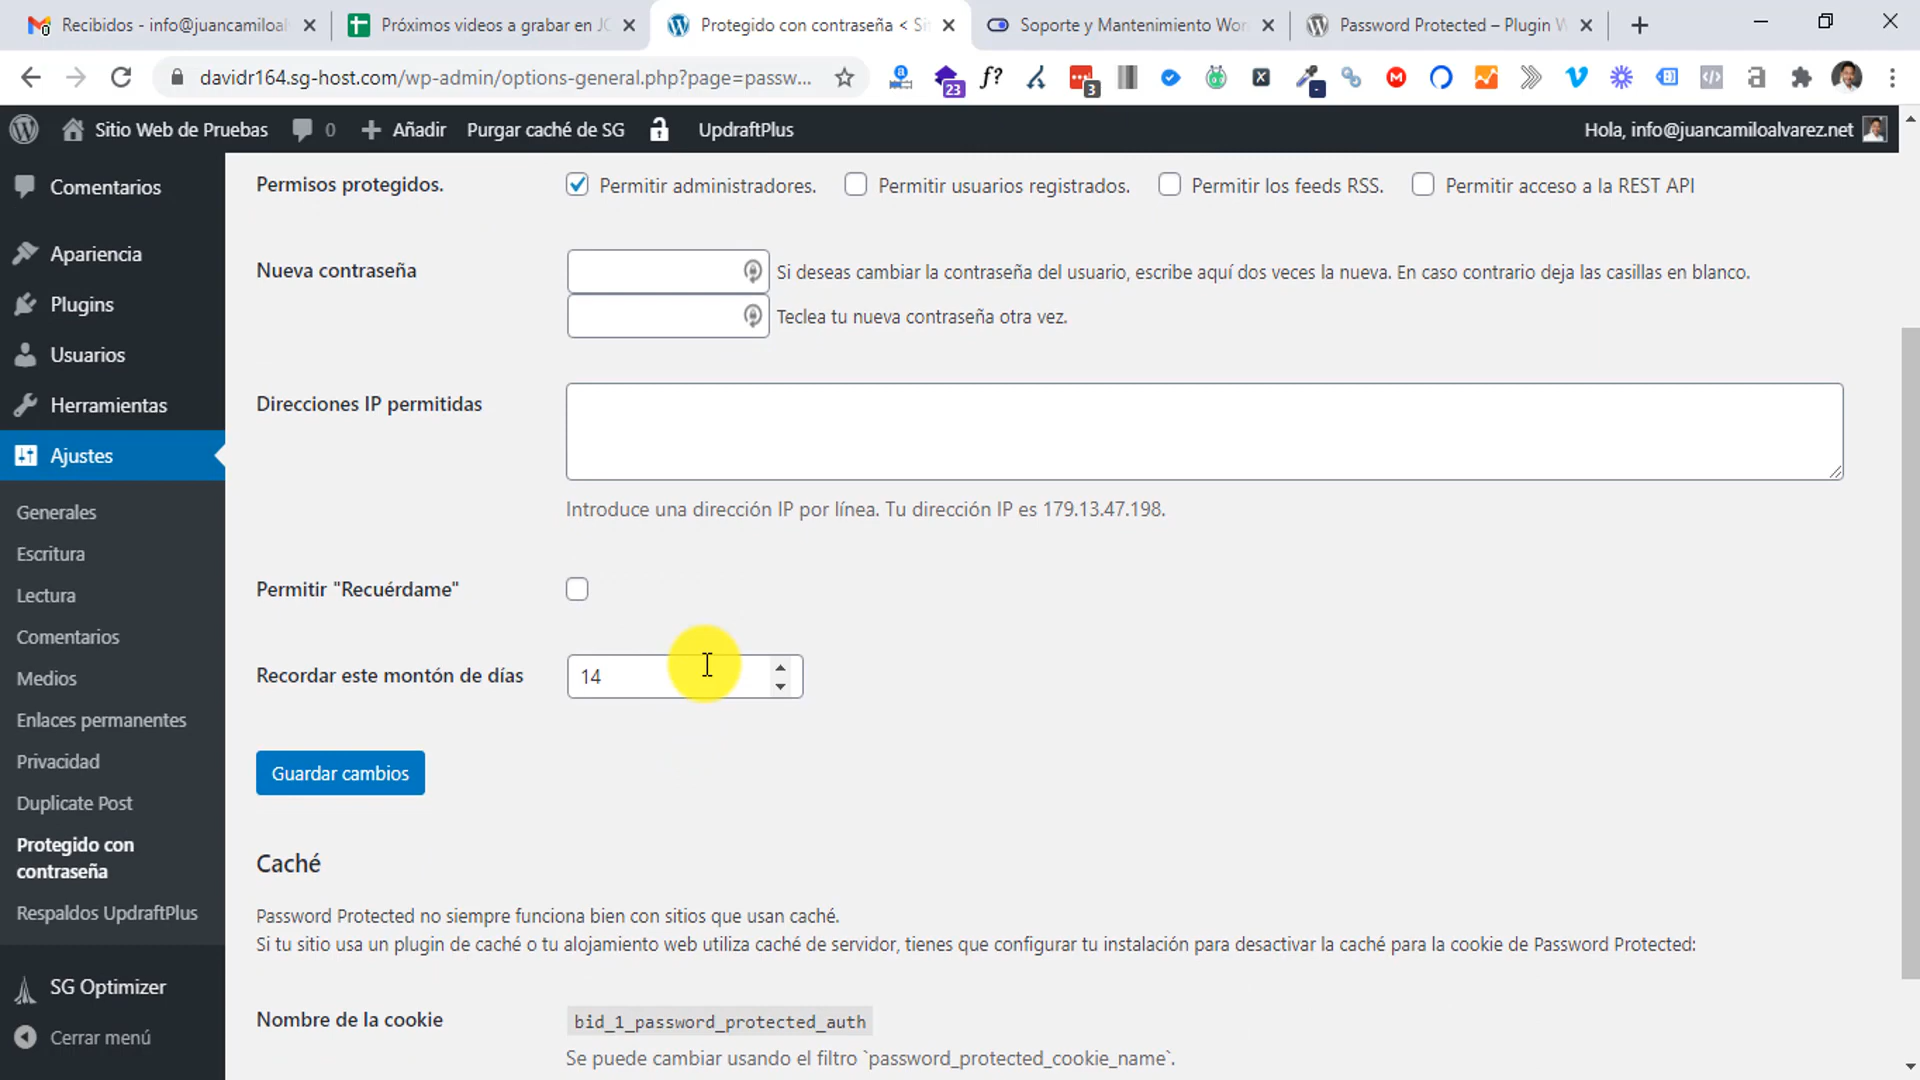 Recibidos - info@juancamiloal
Próximos videos a grabar en JC
Protegido con contraseña < Sit
Soporte y Mantenimiento Wor
Password Protected – Plugin W
davidr164.sg-host.com/wp-admin/options-general.php?page=passw...
23
f?
3
Sitio Web de Pruebas
0
Añadir
Purgar caché de SG
UpdraftPlus
Hola, info@juancamiloalvarez.net
Comentarios
Apariencia
Plugins
Usuarios
Herramientas
Ajustes
Generales
Escritura
Lectura
Comentarios
Medios
Enlaces permanentes
Privacidad
Duplicate Post
Protegido con
contraseña
Respaldos UpdraftPlus
SG Optimizer
Cerrar menú
Permisos protegidos.
Permitir administradores.
Permitir usuarios registrados.
Permitir los feeds RSS.
Permitir acceso a la REST API
Nueva contraseña
Si deseas cambiar la contraseña del usuario, escribe aquí dos veces la nueva. En caso contrario deja las casillas en blanco.
Teclea tu nueva contraseña otra vez.
Direcciones IP permitidas
Introduce una dirección IP por línea. Tu dirección IP es 179.13.47.198.
Permitir "Recuérdame"
Recordar este montón de días
14
Guardar cambios
Caché
Password Protected no siempre funciona bien con sitios que usan caché.
Si tu sitio usa un plugin de caché o tu alojamiento web utiliza caché de servidor, tienes que configurar tu instalación para desactivar la caché para la cookie de Password Protected:
Nombre de la cookie
bid_1_password_protected_auth
Se puede cambiar usando el filtro `password_protected_cookie_name`.